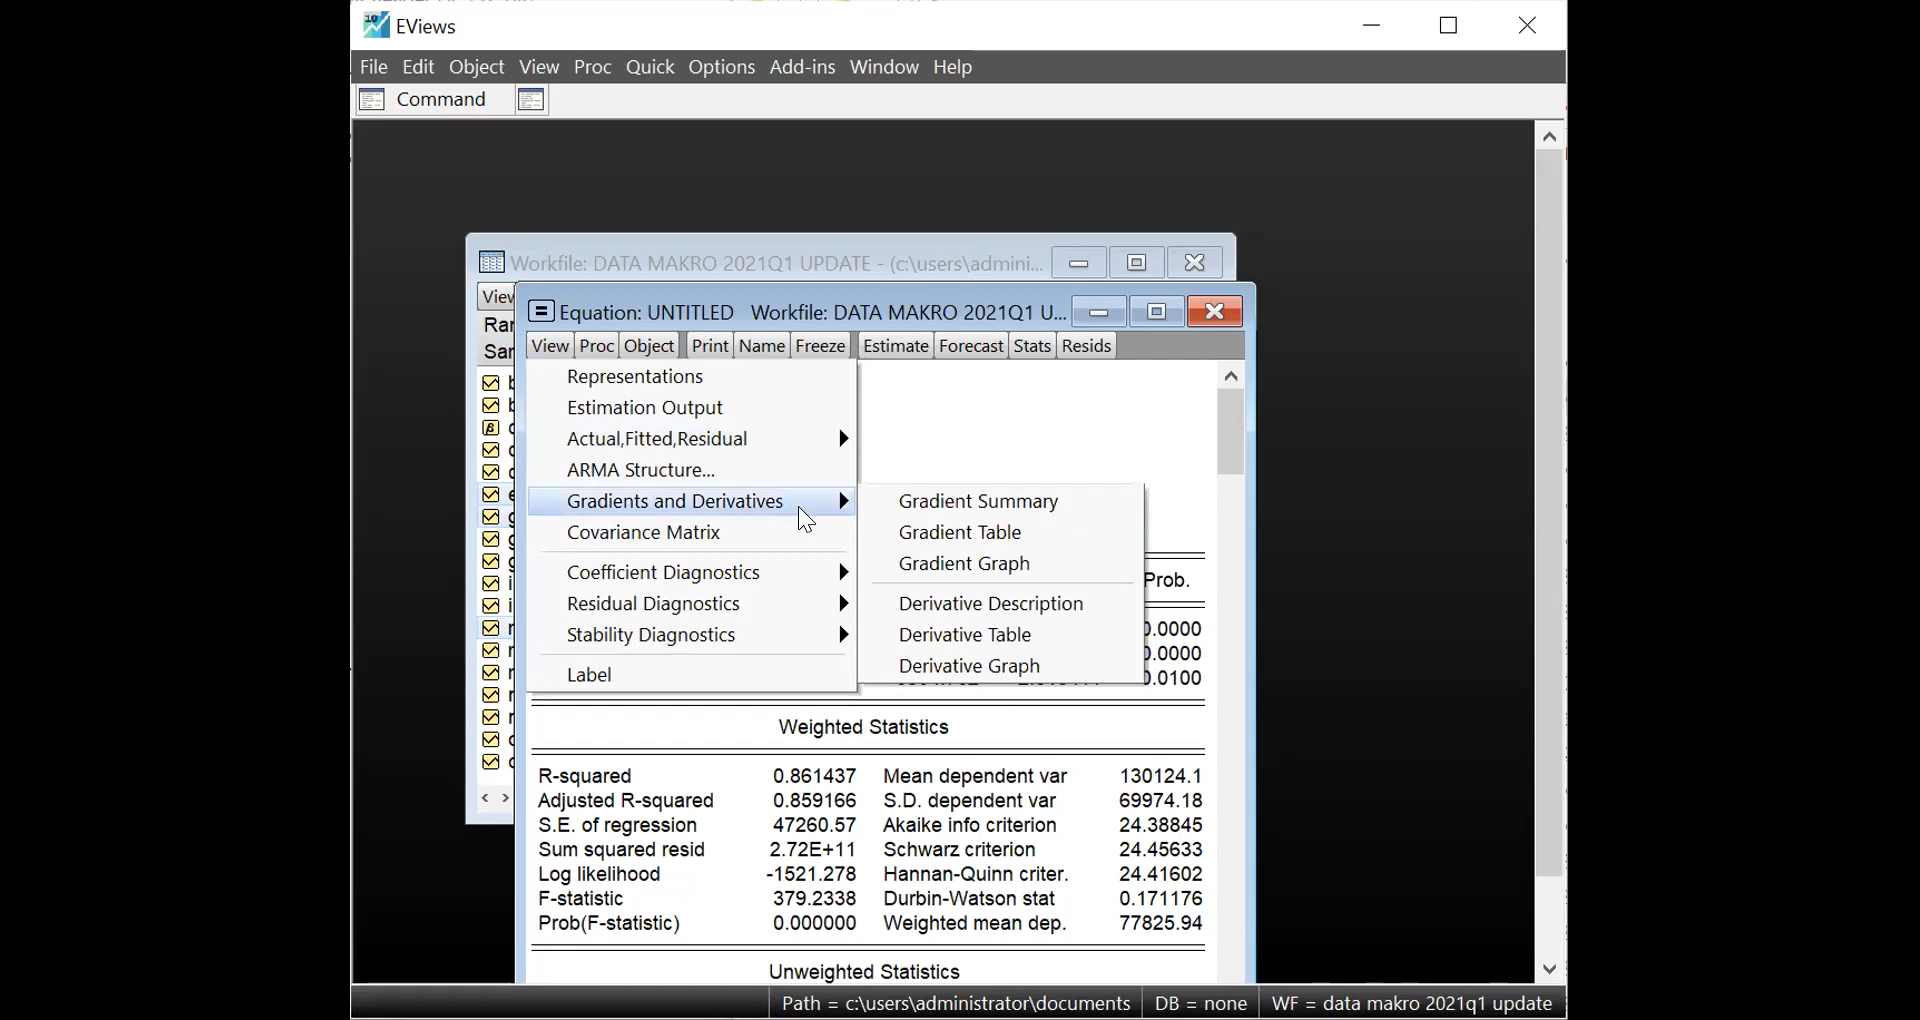 EViews
File Edit Object View Proc Quick Options Add-ins Window Help
Command
Workfile: DATA MAKRO 2021Q1 UPDATE - (c:\users\admini...
View
Equation: UNTITLED Workfile: DATA MAKRO 2021Q1 U...
View Proc Object Print Name Freeze Estimate Forecast Stats Resids
Representations
Estimation Output
Actual,Fitted,Residual
ARMA Structure...
Gradients and Derivatives
Covariance Matrix
Coefficient Diagnostics
Residual Diagnostics
Stability Diagnostics
Label
Gradient Summary
Gradient Table
Gradient Graph
Derivative Description
Derivative Table
Derivative Graph
Prob.
0.0000
0.0000
0.0100
Weighted Statistics
R-squared 0.861437 Mean dependent var 130124.1
Adjusted R-squared 0.859166 S.D. dependent var 69974.18
S.E. of regression 47260.57 Akaike info criterion 24.38845
Sum squared resid 2.72E+11 Schwarz criterion 24.45633
Log likelihood -1521.278 Hannan-Quinn criter. 24.41602
F-statistic 379.2338 Durbin-Watson stat 0.171176
Prob(F-statistic) 0.000000 Weighted mean dep. 77825.94
Unweighted Statistics
Path = c:\users\administrator\documents DB = none WF = data makro 2021q1 update